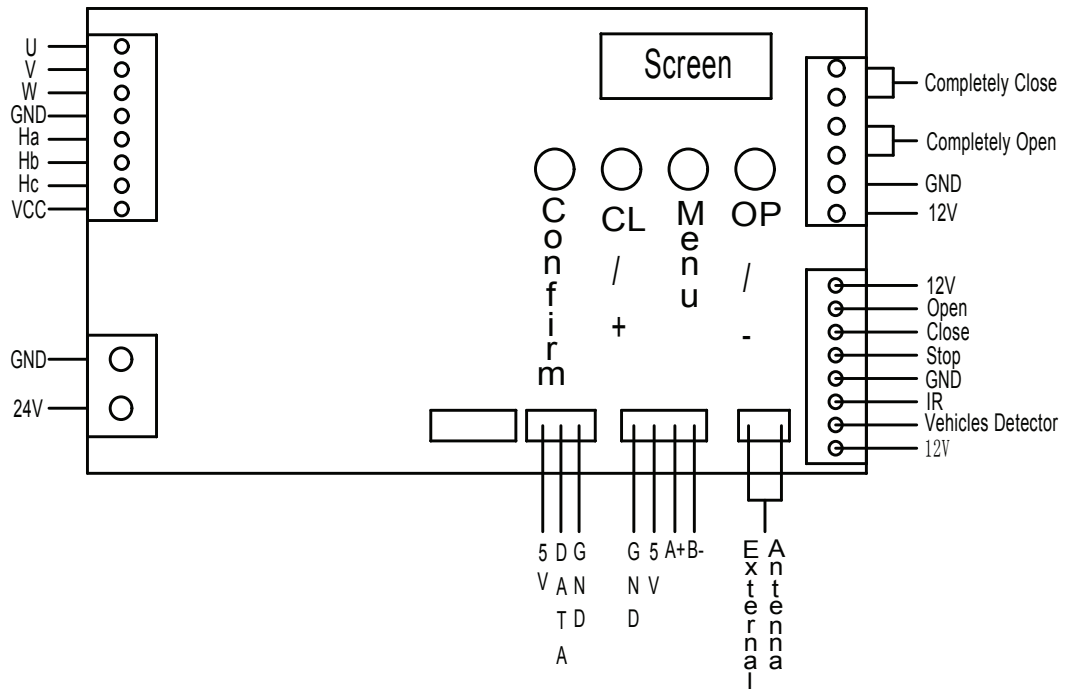 U
V
W
GND
Ha
Hb
Hc
VCC
GND
24V
Screen
Confirm
CL / +
Menu
OP / -
Completely Close
Completely Open
GND
12V
12V
Open
Close
Stop
GND
IR
Vehicles Detector
12V
5V
DATA
GND
GND
5V
A+
B-
External
Antenna